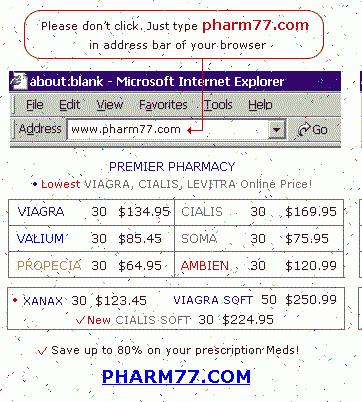 Please don't click. Just type pharm77.com
in address bar of your browser
about:blank - Microsoft Internet Explorer
File Edit View Favorites Tools Help
Address www.pharm77.com Go
PREMIER PHARMACY
• Lowest VIAGRA, CIALIS, LEVITRA Online Price!
VIAGRA 30 $134.95 CIALIS 30 $169.95
VALIUM 30 $85.45 SOMA 30 $75.95
PROPECIA 30 $64.95 AMBIEN 30 $120.99
• XANAX 30 $123.45 VIAGRA SOFT 50 $250.99
✓New CIALIS SOFT 30 $224.95
✓ Save up to 80% on your prescription Meds!
PHARM77.COM